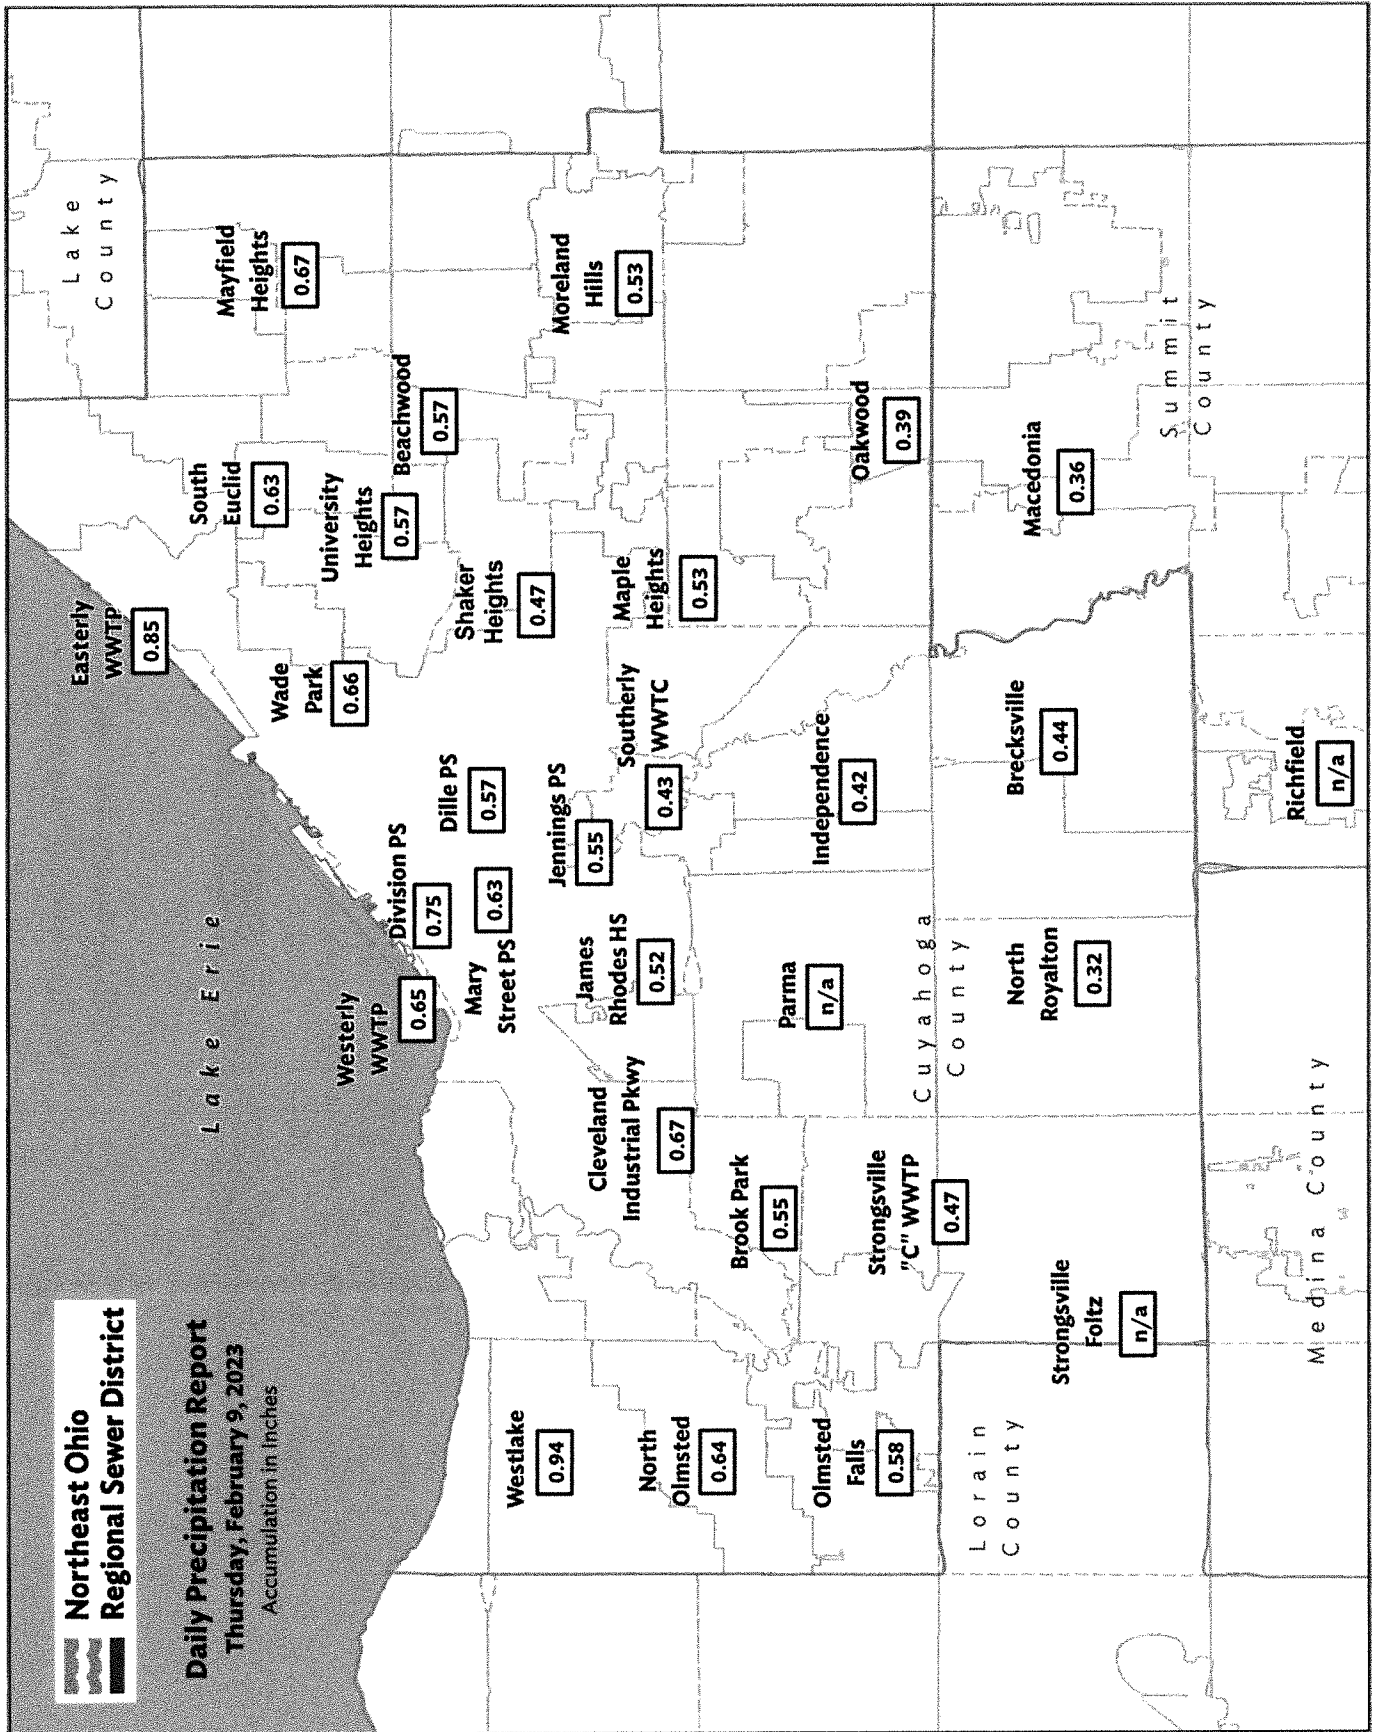 Northeast Ohio
Regional Sewer District
Daily Precipitation Report
Thursday, February 9, 2023
Accumulation in Inches
Lake Erie
Lake
County
Easterly
WWTP
0.85
Mayfield
Heights
0.67
South
Euclid
0.63
Wade
Park
0.66
University
Heights
0.57
Beachwood
0.57
Westerly
WWTP
0.65
Division PS
0.75
Dille PS
0.57
Mary
Street PS
0.63
Shaker
Heights
0.47
Westlake
0.94
Jennings PS
0.55
Moreland
Hills
0.53
Cleveland
Industrial Pkwy
0.67
James
Rhodes HS
0.52
Southerly
WWTC
0.43
Maple
Heights
0.53
North
Olmsted
0.64
Brook Park
0.55
Parma
n/a
Independence
0.42
Oakwood
0.39
Olmsted
Falls
0.58
Strongsville
"C" WWTP
0.47
Cuyahoga
County
Lorain
County
Strongsville
Foltz
n/a
North
Royalton
0.32
Brecksville
0.44
Macedonia
0.36
Summit
County
Medina County
Richfield
n/a